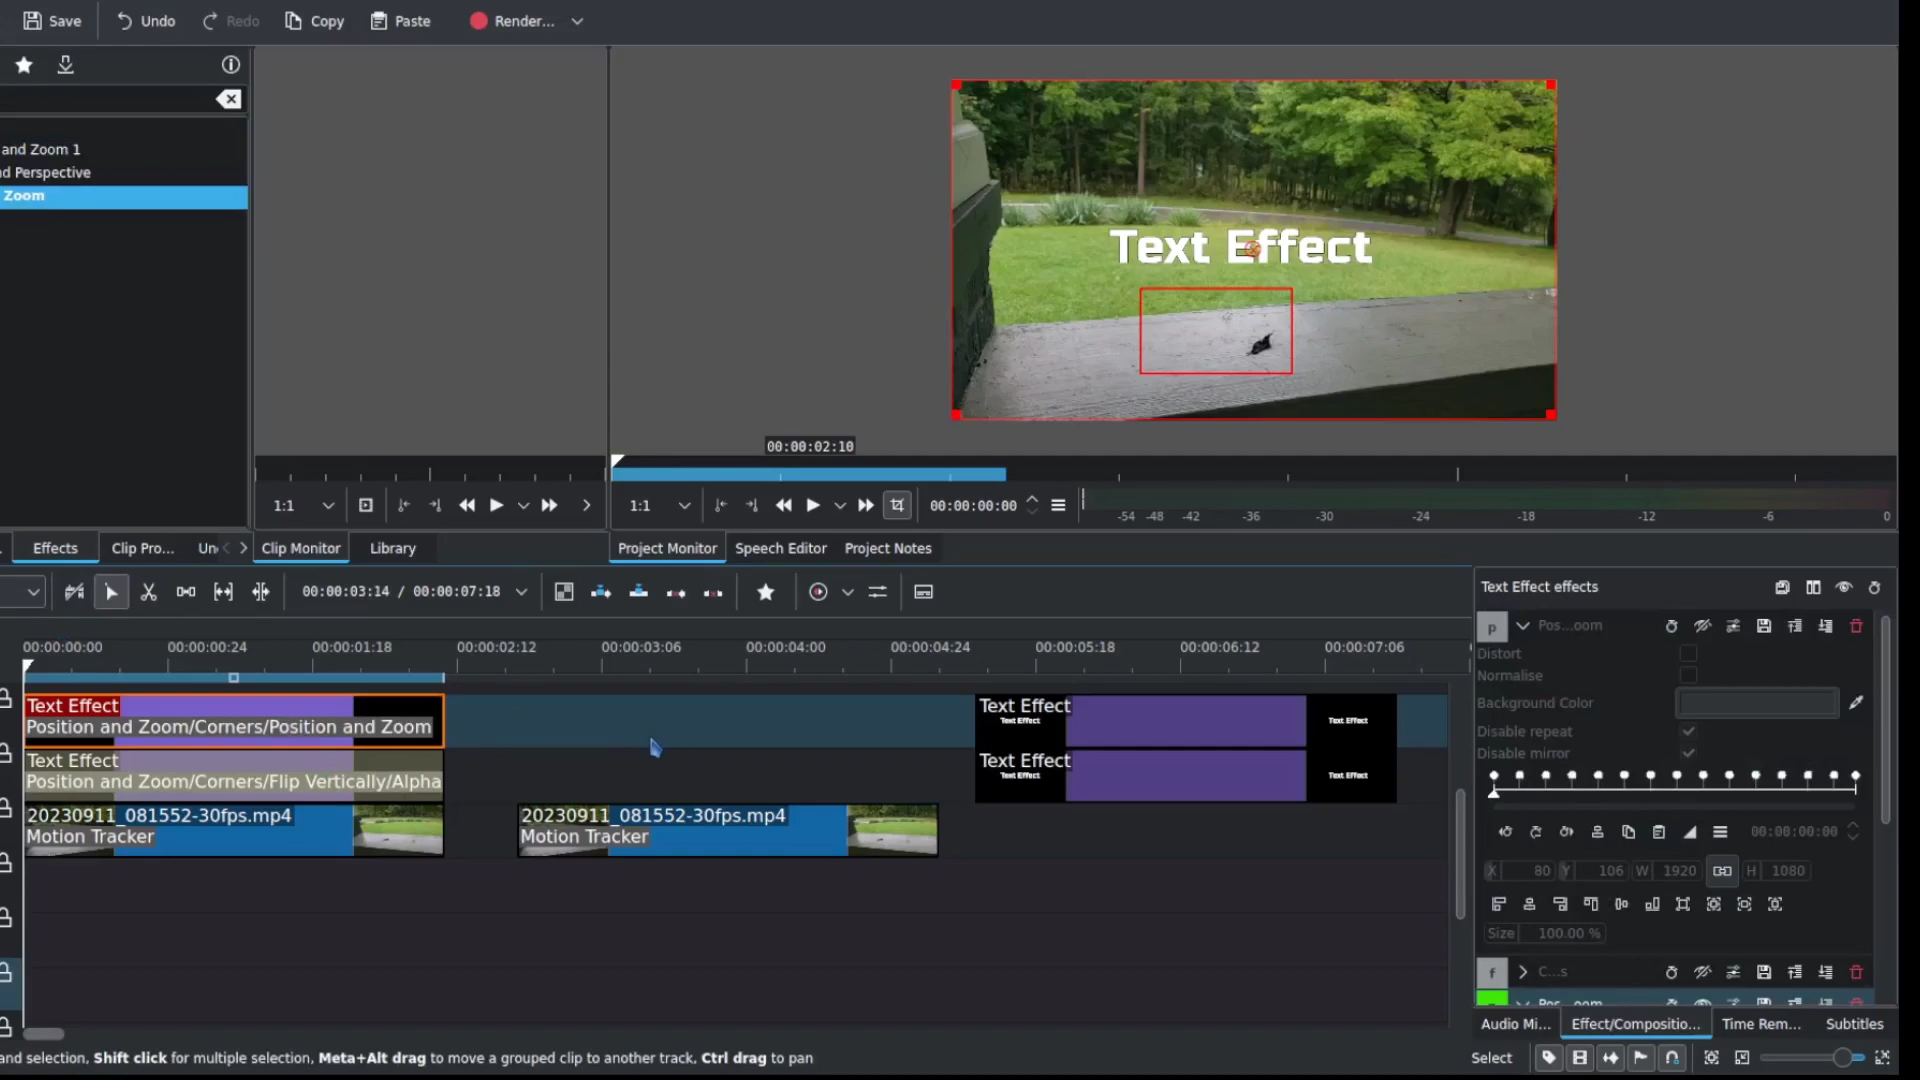 Save
Undo
Redo
Copy
Paste
Render...
and Zoom 1
d Perspective
Zoom
Text Effect
00:00:02:10
1:1
1:1
00:00:00:00
-54 -48 -42 -36 -30 -24 -18 -12 -6 0
Effects
Clip Pro...
Clip Monitor
Library
Project Monitor
Speech Editor
Project Notes
00:00:03:14 / 00:00:07:18
00:00:00:00
00:00:00:24
00:00:01:18
00:00:02:12
00:00:03:06
00:00:04:00
00:00:04:24
00:00:05:18
00:00:06:12
00:00:07:06
Text Effect
Position and Zoom/Corners/Position and Zoom
Text Effect
Position and Zoom/Corners/Flip Vertically/Alpha
20230911_081552-30fps.mp4
Motion Tracker
20230911_081552-30fps.mp4
Motion Tracker
Text Effect
Text Effect
Text Effect
Text Effect
Text Effect
Text Effect
Text Effect effects
p
Pos...oom
Distort
Normalise
Background Color
Disable repeat
Disable mirror
00:00:00:00
X 80 Y 106 W 1920 H 1080
Size 100.00 %
f
C...s
Audio Mi...
Effect/Compositio...
Time Rem...
Subtitles
and selection, Shift click for multiple selection, Meta+Alt drag to move a grouped clip to another track, Ctrl drag to pan
Select